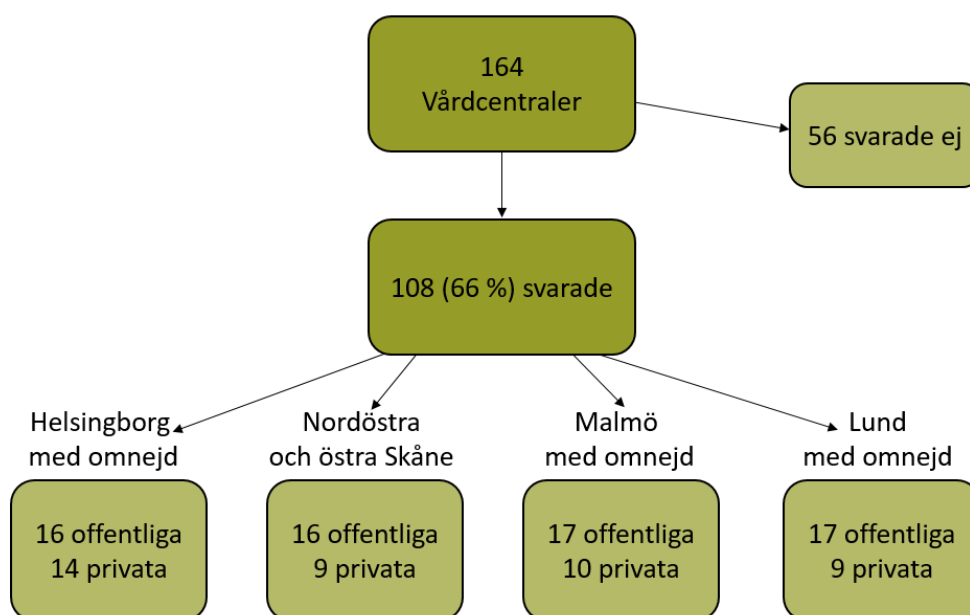 164
Vårdcentraler
56 svarade ej
108 (66 %) svarade
Helsingborg
med omnejd
Nordöstra
och östra Skåne
Malmö
med omnejd
Lund
med omnejd
16 offentliga
14 privata
16 offentliga
9 privata
17 offentliga
10 privata
17 offentliga
9 privata